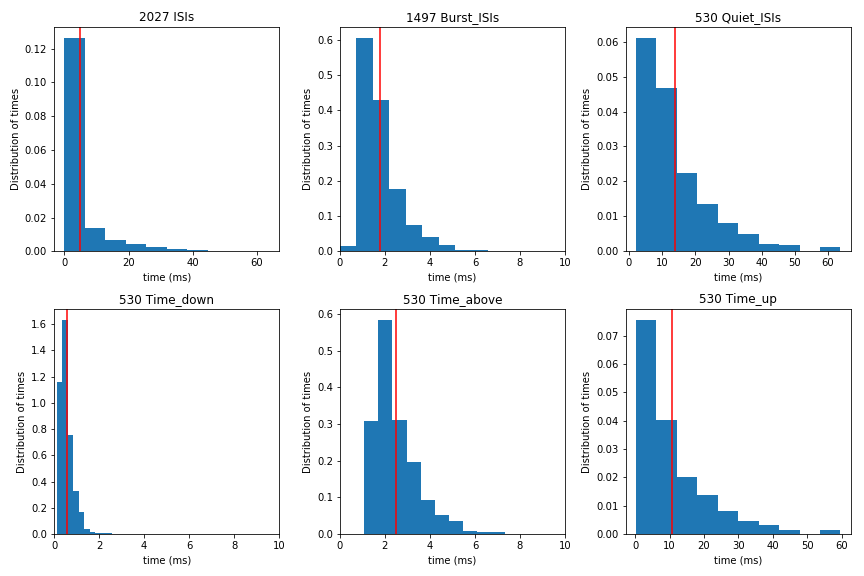 2027 ISIs
Distribution of times
0.12
0.10
0.08
0.06
0.04
0.02
0.00
0 20 40 60
time (ms)
1497 Burst_ISIs
Distribution of times
0.6
0.5
0.4
0.3
0.2
0.1
0.0
0 2 4 6 8 10
time (ms)
530 Quiet_ISIs
Distribution of times
0.06
0.05
0.04
0.03
0.02
0.01
0.00
0 10 20 30 40 50 60
time (ms)
530 Time_down
Distribution of times
1.6
1.4
1.2
1.0
0.8
0.6
0.4
0.2
0.0
0 2 4 6 8 10
time (ms)
530 Time_above
Distribution of times
0.6
0.5
0.4
0.3
0.2
0.1
0.0
0 2 4 6 8 10
time (ms)
530 Time_up
Distribution of times
0.07
0.06
0.05
0.04
0.03
0.02
0.01
0.00
0 10 20 30 40 50 60
time (ms)